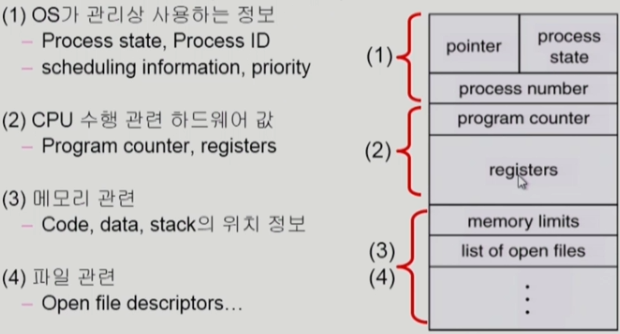 (1) OS가 관리상 사용하는 정보
– Process state, Process ID
– scheduling information, priority
(2) CPU 수행 관련 하드웨어 값
– Program counter, registers
(3) 메모리 관련
– Code, data, stack의 위치 정보
(4) 파일 관련
– Open file descriptors…
(1)
pointer
process
state
process number
(2)
program counter
registers
(3)
(4)
memory limits
list of open files